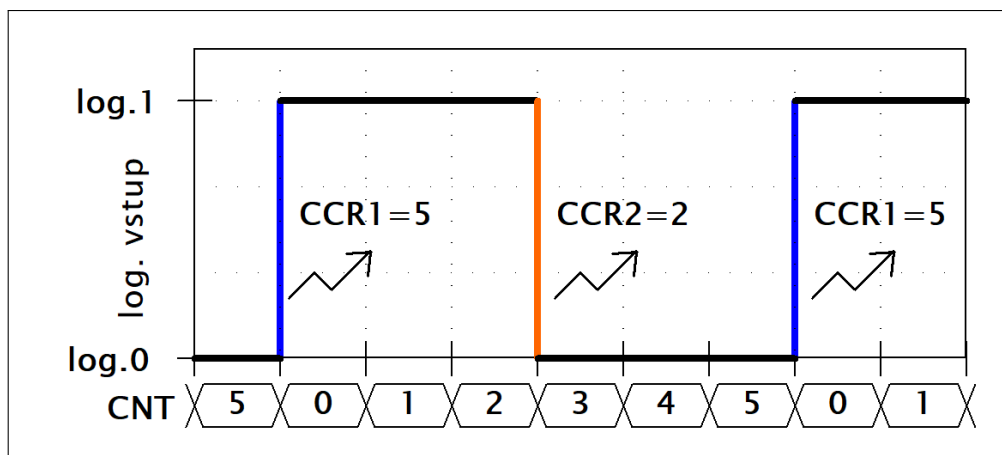 log.1
log. vstup
CCR1=5 CCR2=2 CCR1=5
log.0
CNT 5 0 1 2 3 4 5 0 1